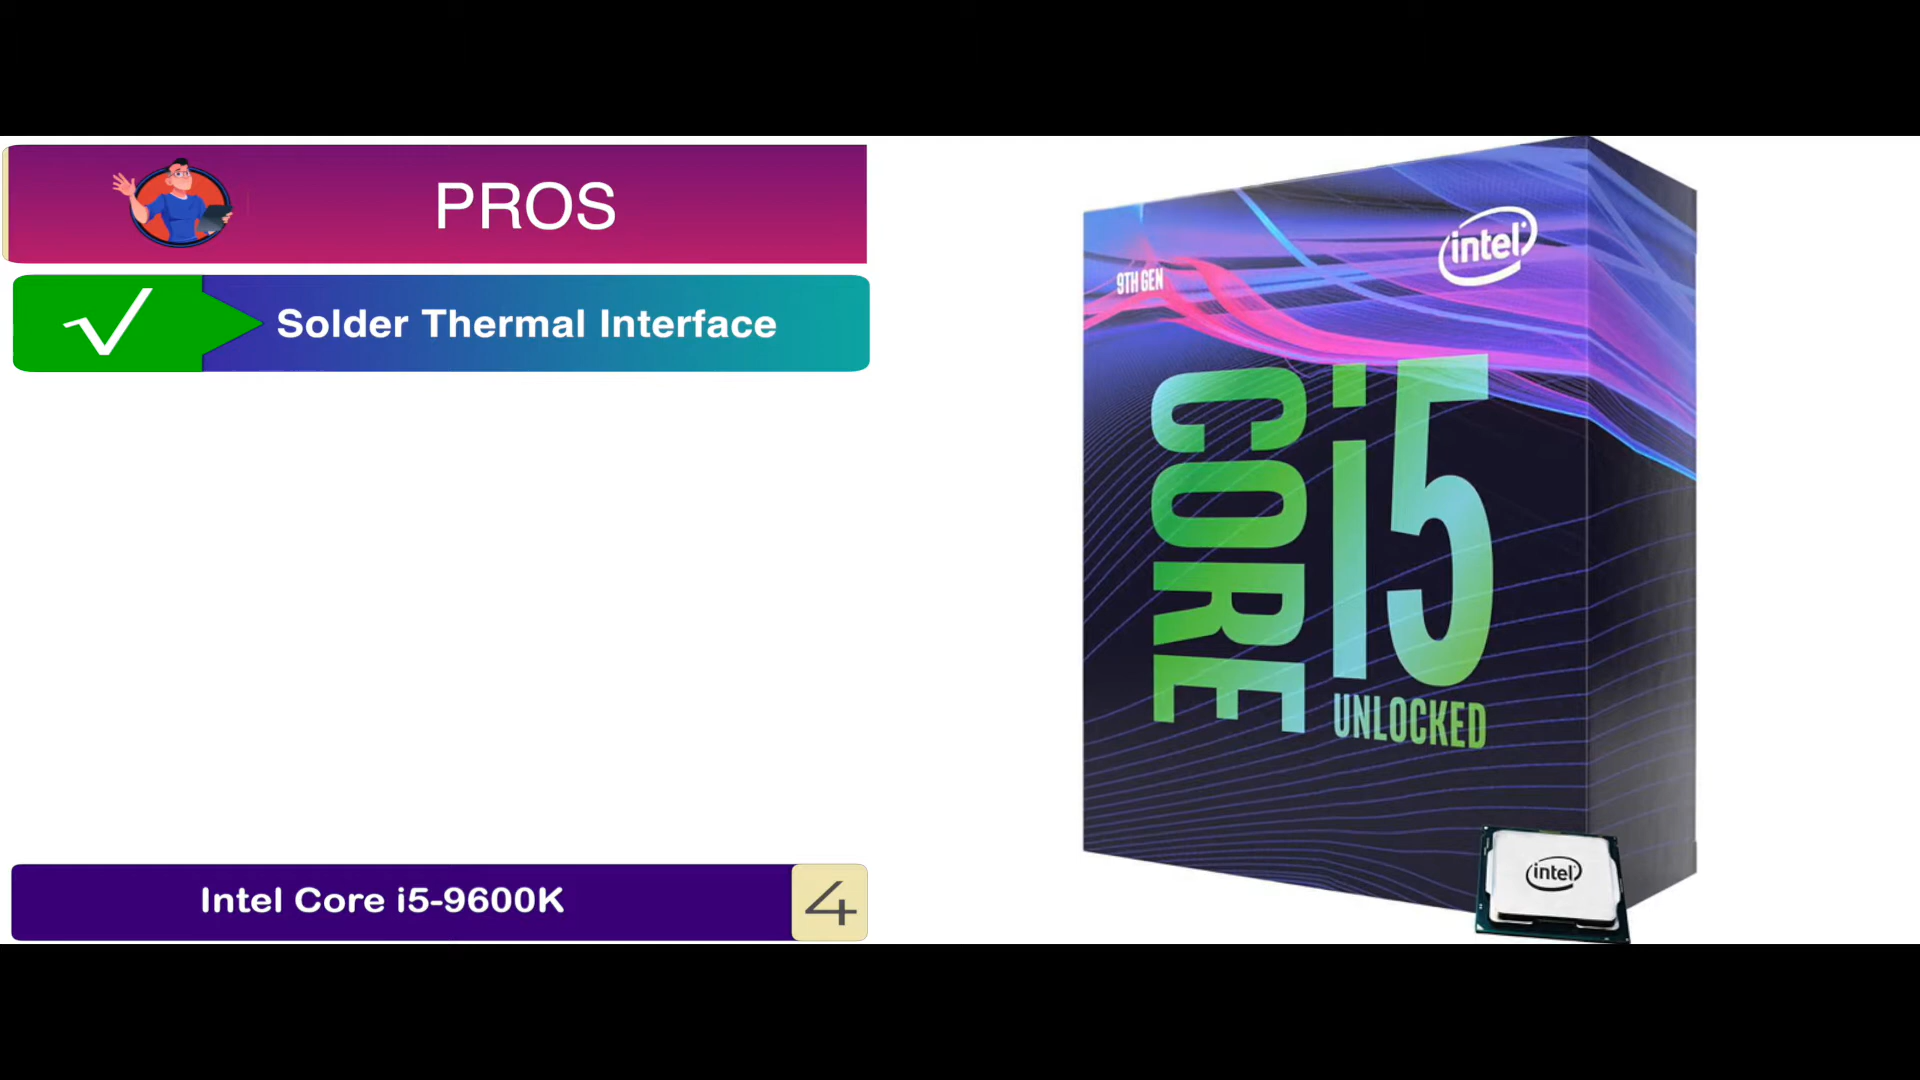 PROS
Solder Thermal Interface
Intel Core i5-9600K
4
intel
9TH GEN
CORE
i5
UNLOCKED
intel